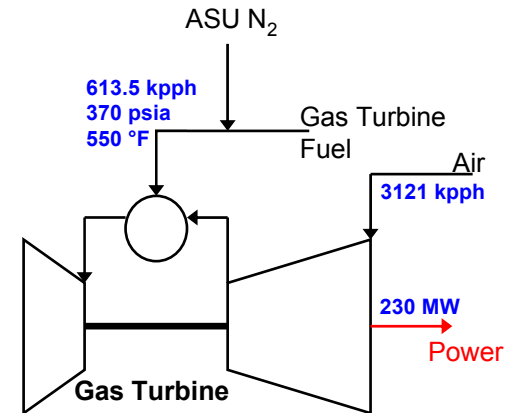 ASU N₂
613.5 kpph
370 psia
550 °F
Gas Turbine
Fuel
Air
3121 kpph
230 MW
Power
Gas Turbine